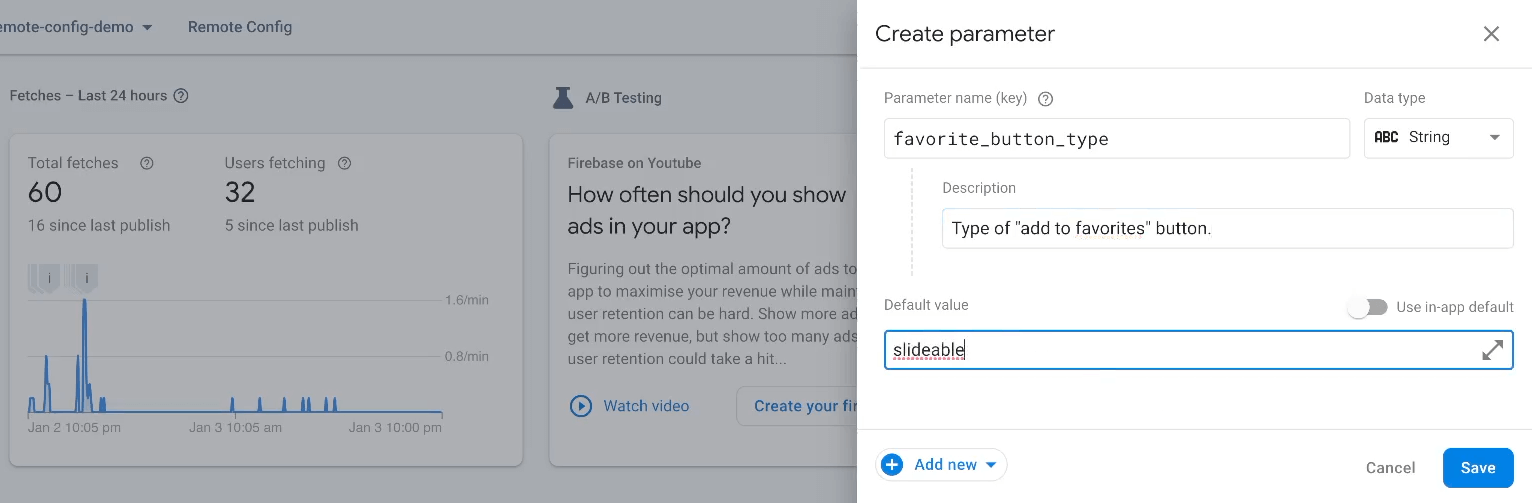 emote-config-demo
Remote Config
Fetches – Last 24 hours
Total fetches
Users fetching
60
32
16 since last publish
5 since last publish
i
i
1.6/min
0.8/min
Jan 2 10:05 pm
Jan 3 10:05 am
Jan 3 10:00 pm
A/B Testing
Firebase on Youtube
How often should you show
ads in your app?
Figuring out the optimal amount of ads to
app to maximise your revenue while main
user retention can be hard. Show more ad
get more revenue, but show too many ads
user retention could take a hit...
Watch video
Create your fir
Create parameter
Parameter name (key)
Data type
favorite_button_type
ABC String
Description
Type of "add to favorites" button.
Default value
Use in-app default
slideable
Add new
Cancel
Save